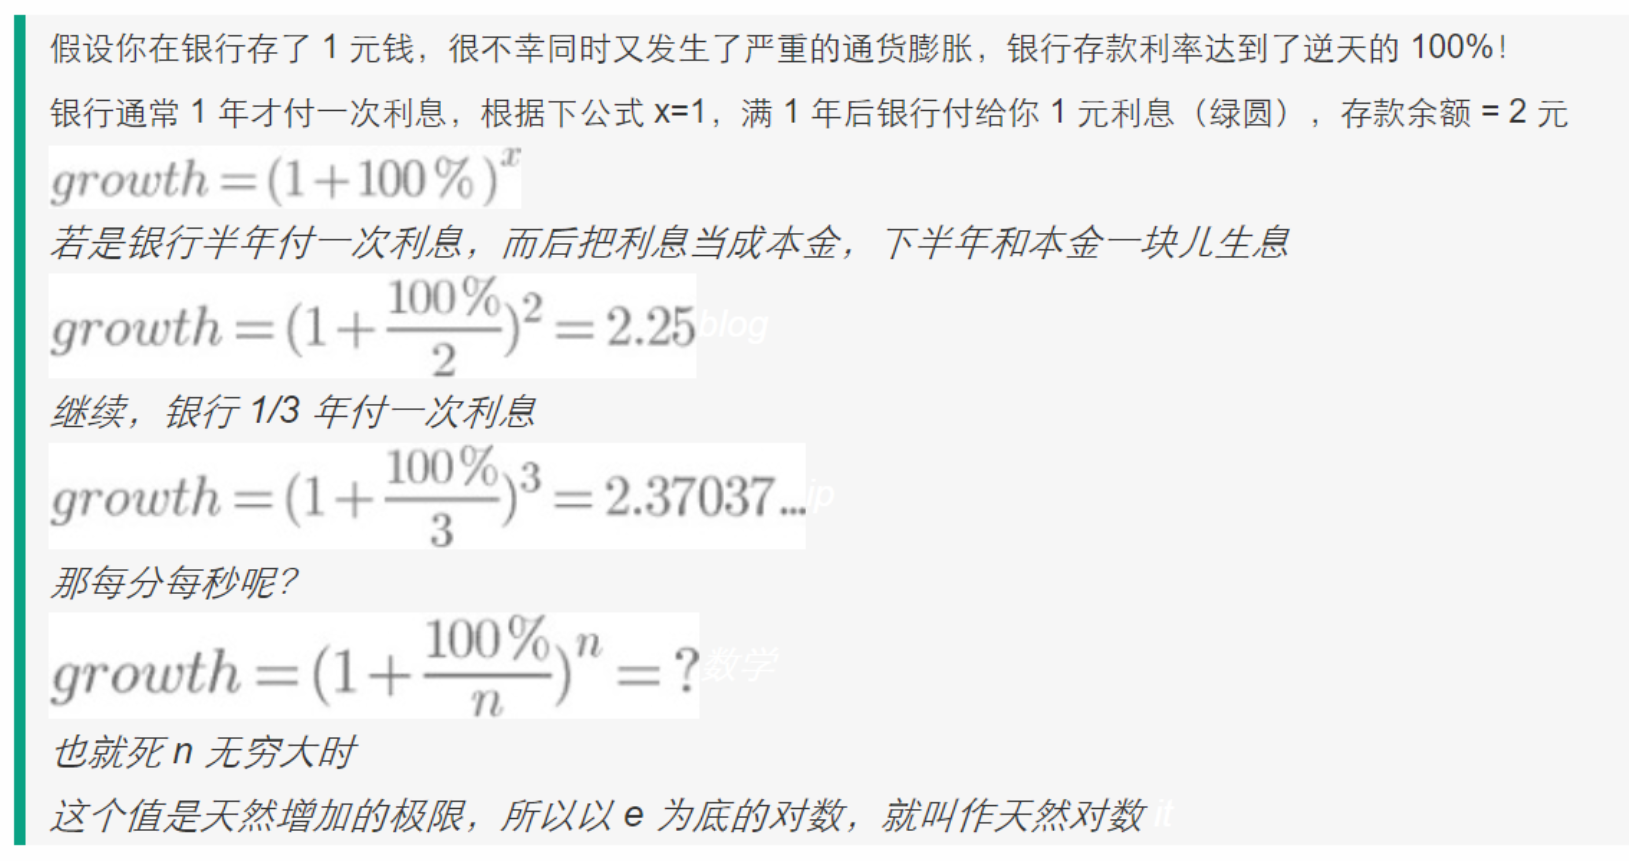 假设你在银行存了 1 元钱，很不幸同时又发生了严重的通货膨胀，银行存款利率达到了逆天的 100%！
银行通常 1 年才付一次利息，根据下公式 x=1，满 1 年后银行付给你 1 元利息（绿圆），存款余额 = 2 元
growth=(1+100%)^x
若是银行半年付一次利息，而后把利息当成本金，下半年和本金一块儿生息
growth=(1+\frac{100%}{2})^2=2.25 blog
继续，银行 1/3 年付一次利息
growth=(1+\frac{100%}{3})^3=2.37037... ip
那每分每秒呢？
growth=(1+\frac{100%}{n})^n=? 数学
也就死 n 无穷大时
这个值是天然增加的极限，所以以 e 为底的对数，就叫作天然对数 it